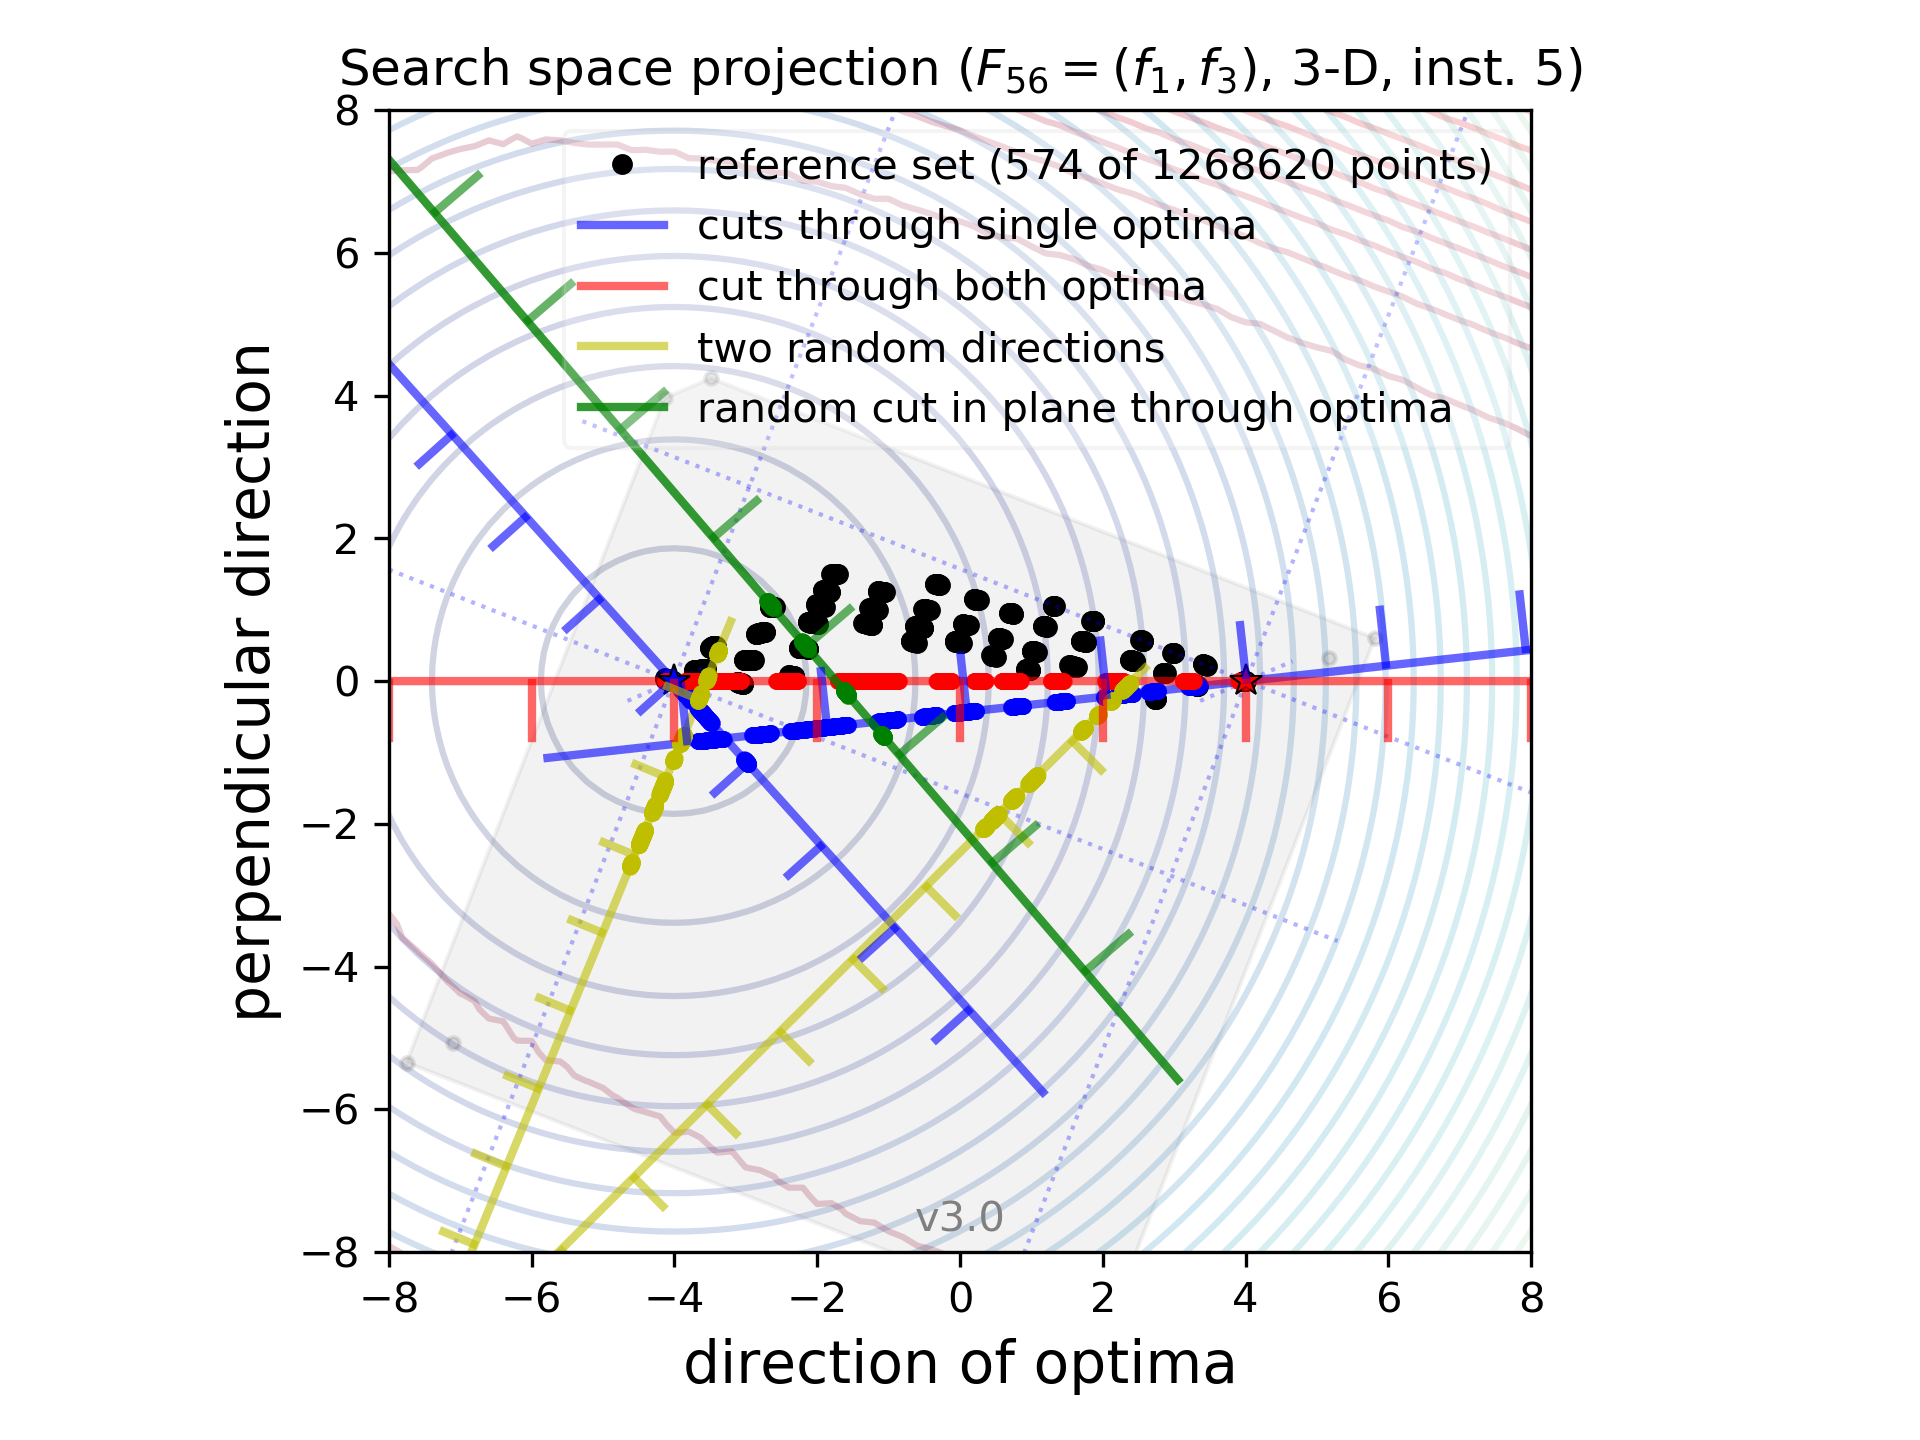 Search space projection (F₅₆ = (f₁, f₃), 3-D, inst. 5)
8
6
4
2
0
−2
−4
−6
−8
perpendicular direction
reference set (574 of 1268620 points)
cuts through single optima
cut through both optima
two random directions
random cut in plane through optima
v3.0
−8 −6 −4 −2 0 2 4 6 8
direction of optima